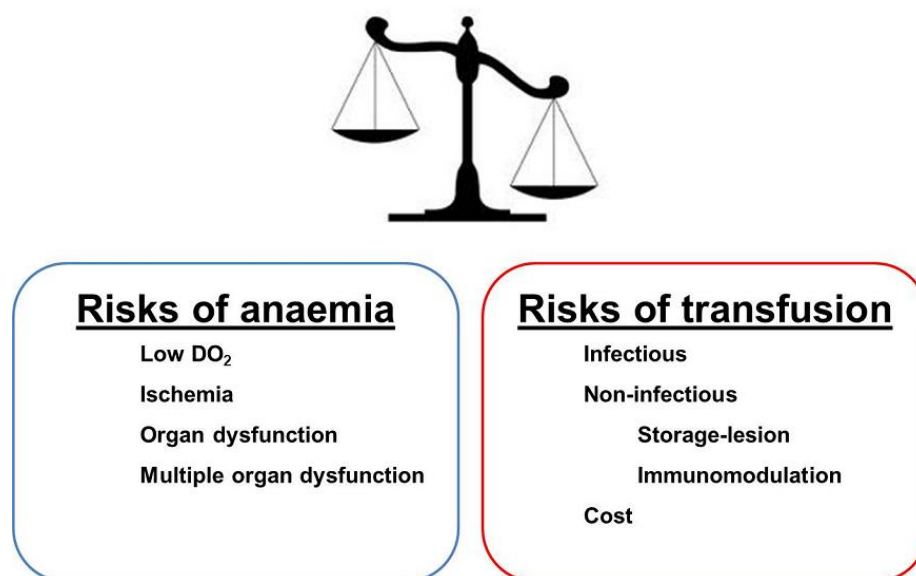 Risks of anaemia
Low DO₂
Ischemia
Organ dysfunction
Multiple organ dysfunction
Risks of transfusion
Infectious
Non-infectious
Storage-lesion
Immunomodulation
Cost